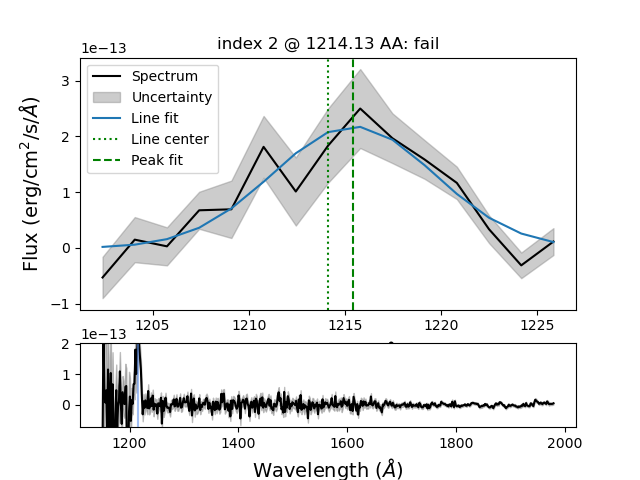 index 2 @ 1214.13 AA: fail
1e−13
Spectrum
Uncertainty
Line fit
Line center
Peak fit
3
2
1
0
−1
Flux (erg/cm²/s/Å)
1205 1210 1215 1220 1225
1e−13
2
1
0
1200 1400 1600 1800 2000
Wavelength (Å)